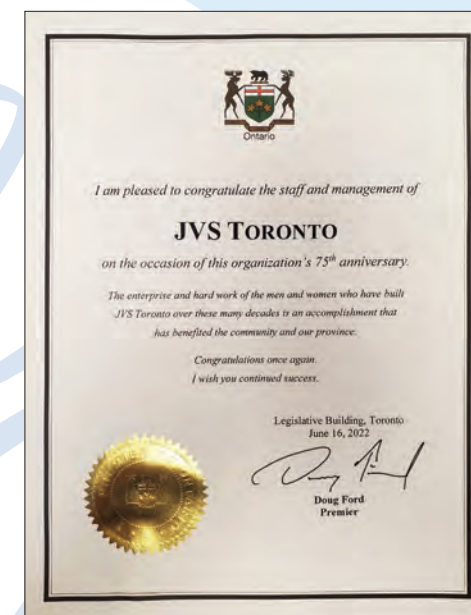 Ontario
I am pleased to congratulate the staff and management of
JVS TORONTO
on the occasion of this organization's 75th anniversary.
The enterprise and hard work of the men and women who have built
JVS Toronto over these many decades is an accomplishment that
has benefited the community and our province.
Congratulations once again.
I wish you continued success.
Legislative Building, Toronto
June 16, 2022
Doug Ford
Premier